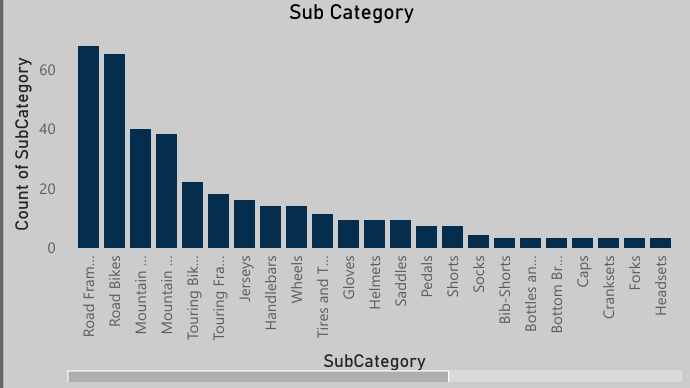 Sub Category
Count of SubCategory
60
40
20
0
Road Fram...
Road Bikes
Mountain ...
Mountain ...
Touring Bik...
Touring Fra...
Jerseys
Handlebars
Wheels
Tires and T...
Gloves
Helmets
Saddles
Pedals
Shorts
Socks
Bib-Shorts
Bottles an...
Bottom Br...
Caps
Cranksets
Forks
Headsets
SubCategory